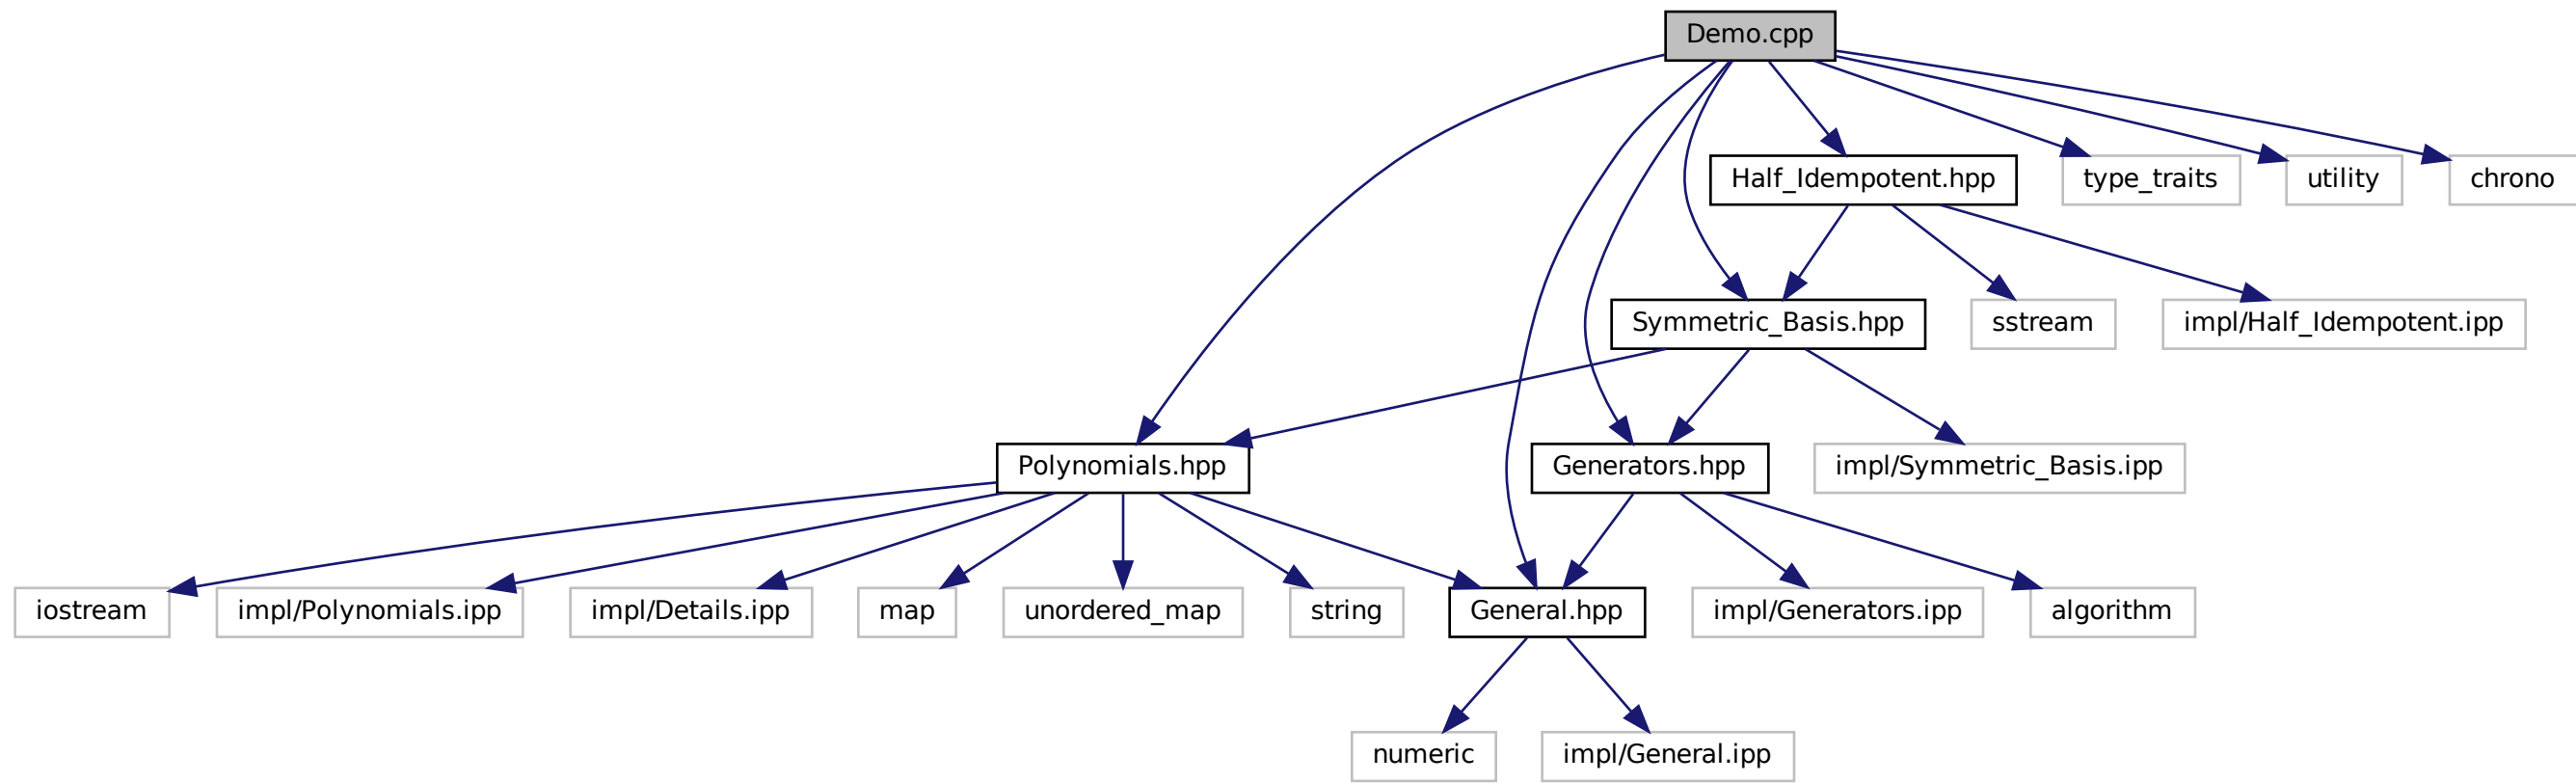 Demo.cpp
Half_Idempotent.hpp
type_traits
utility
chrono
Symmetric_Basis.hpp
sstream
impl/Half_Idempotent.ipp
Polynomials.hpp
Generators.hpp
impl/Symmetric_Basis.ipp
iostream
impl/Polynomials.ipp
impl/Details.ipp
map
unordered_map
string
General.hpp
impl/Generators.ipp
algorithm
numeric
impl/General.ipp